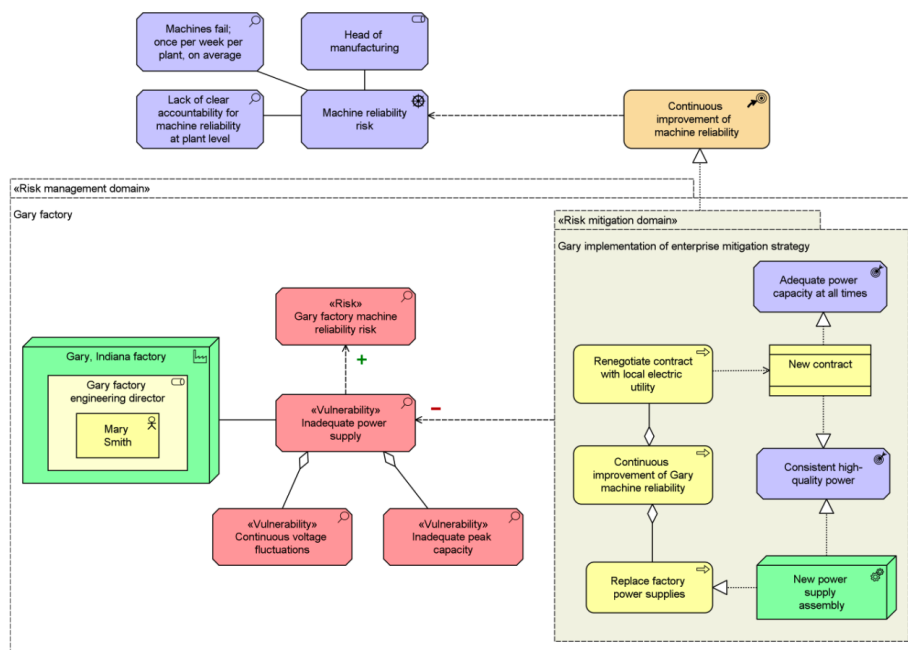 Machines fail;
once per week per
plant, on average
Head of
manufacturing
Lack of clear
accountability for
machine reliability
at plant level
Machine reliability
risk
Continuous
improvement of
machine reliability
«Risk management domain»
Gary factory
«Risk mitigation domain»
Gary implementation of enterprise mitigation strategy
Adequate power
capacity at all times
«Risk»
Gary factory machine
reliability risk
+
Gary, Indiana factory
Gary factory
engineering director
Mary
Smith
«Vulnerability»
Inadequate power
supply
–
Renegotiate contract
with local electric
utility
New contract
Continuous
improvement of Gary
machine reliability
Consistent high-
quality power
«Vulnerability»
Continuous voltage
fluctuations
«Vulnerability»
Inadequate peak
capacity
Replace factory
power supplies
New power
supply
assembly